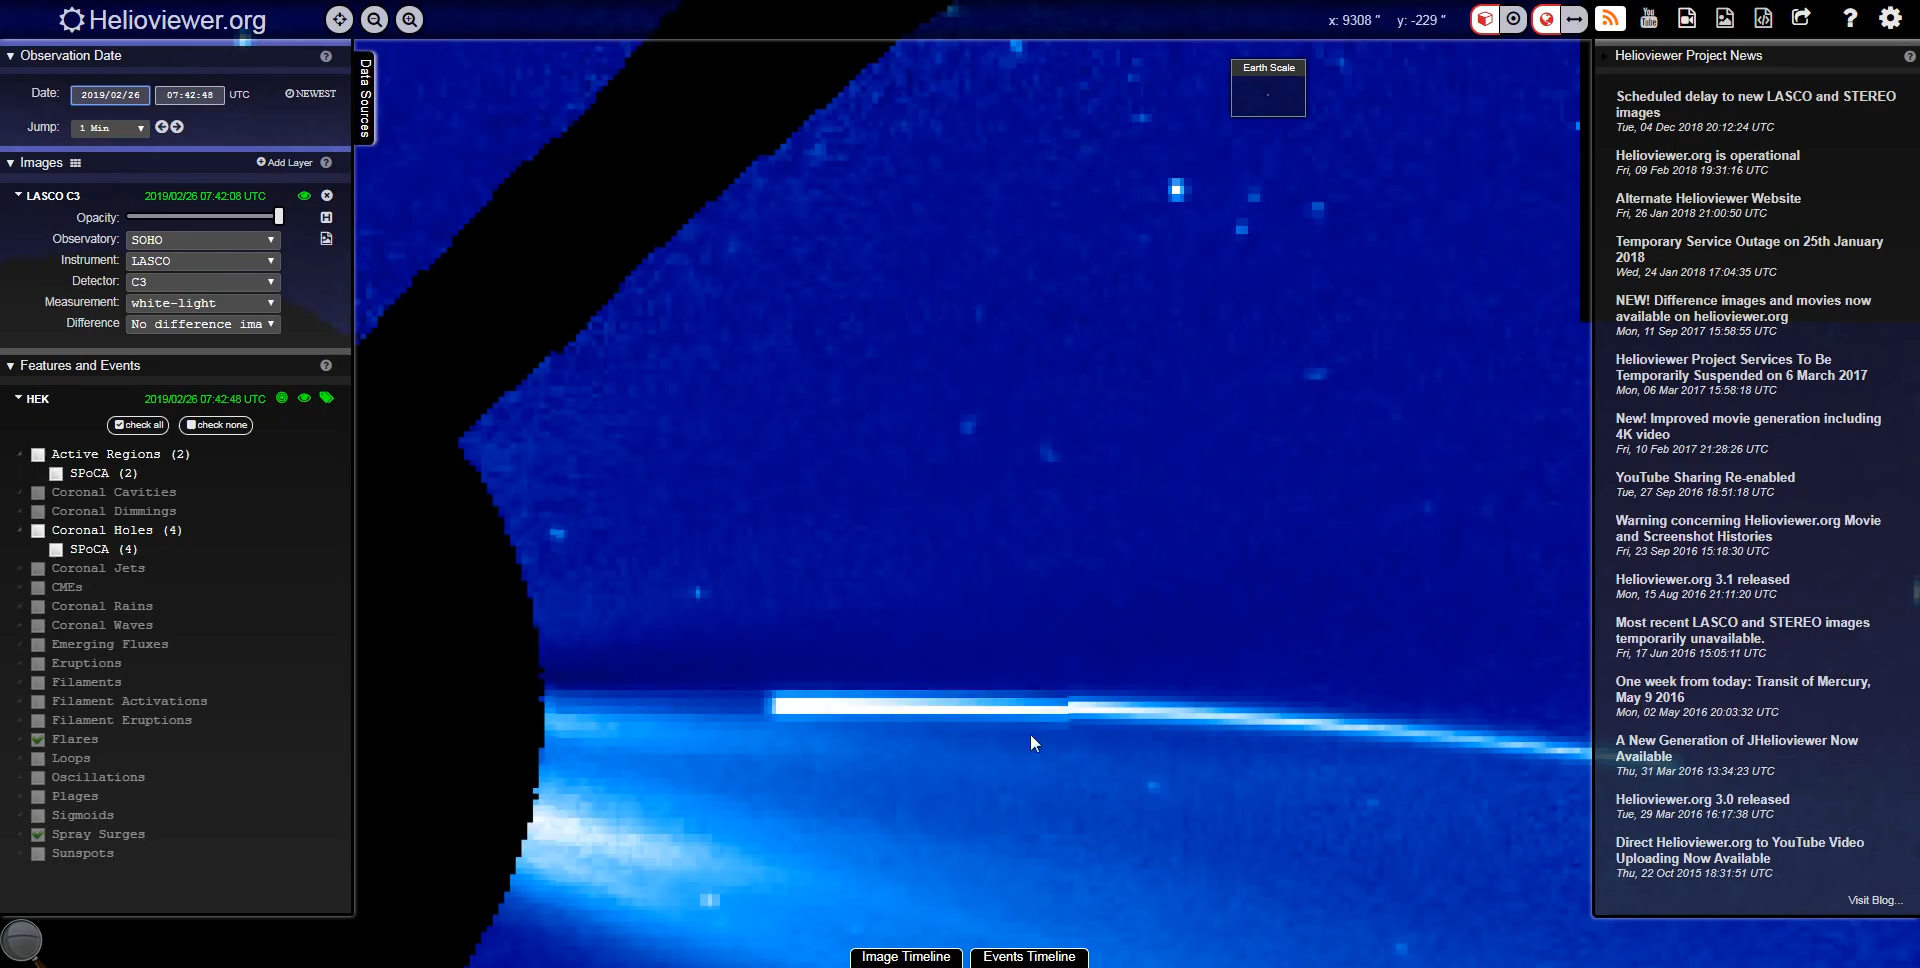 Helioviewer.org
x: 9308 " y: -229 "
You Tube
Observation Date
Date: 2019/02/26 07:42:48 UTC NEWEST
Jump: 1 Min
Images
Add Layer
LASCO C3 2019/02/26 07:42:08 UTC
Opacity:
Observatory: SOHO
Instrument: LASCO
Detector: C3
Measurement: white-light
Difference No difference ima
Features and Events
HEK 2019/02/26 07:42:48 UTC
check all check none
Active Regions (2)
SPoCA (2)
Coronal Cavities
Coronal Dimmings
Coronal Holes (4)
SPoCA (4)
Coronal Jets
CMEs
Coronal Rains
Coronal Waves
Emerging Fluxes
Eruptions
Filaments
Filament Activations
Filament Eruptions
Flares
Loops
Oscillations
Plages
Sigmoids
Spray Surges
Sunspots
Data Sources
Earth Scale
Image Timeline
Events Timeline
Helioviewer Project News
Scheduled delay to new LASCO and STEREO
images
Tue, 04 Dec 2018 20:12:24 UTC
Helioviewer.org is operational
Fri, 09 Feb 2018 19:31:16 UTC
Alternate Helioviewer Website
Fri, 26 Jan 2018 21:00:50 UTC
Temporary Service Outage on 25th January
2018
Wed, 24 Jan 2018 17:04:35 UTC
NEW! Difference images and movies now
available on helioviewer.org
Mon, 11 Sep 2017 15:58:55 UTC
Helioviewer Project Services To Be
Temporarily Suspended on 6 March 2017
Mon, 06 Mar 2017 15:58:18 UTC
New! Improved movie generation including
4K video
Fri, 10 Feb 2017 21:28:26 UTC
YouTube Sharing Re-enabled
Tue, 27 Sep 2016 18:51:18 UTC
Warning concerning Helioviewer.org Movie
and Screenshot Histories
Fri, 23 Sep 2016 15:18:30 UTC
Helioviewer.org 3.1 released
Mon, 15 Aug 2016 21:11:20 UTC
Most recent LASCO and STEREO images
temporarily unavailable.
Fri, 17 Jun 2016 15:05:11 UTC
One week from today: Transit of Mercury,
May 9 2016
Mon, 02 May 2016 20:03:32 UTC
A New Generation of JHelioviewer Now
Available
Thu, 31 Mar 2016 13:34:23 UTC
Helioviewer.org 3.0 released
Tue, 29 Mar 2016 16:17:38 UTC
Direct Helioviewer.org to YouTube Video
Uploading Now Available
Thu, 22 Oct 2015 18:31:51 UTC
Visit Blog...